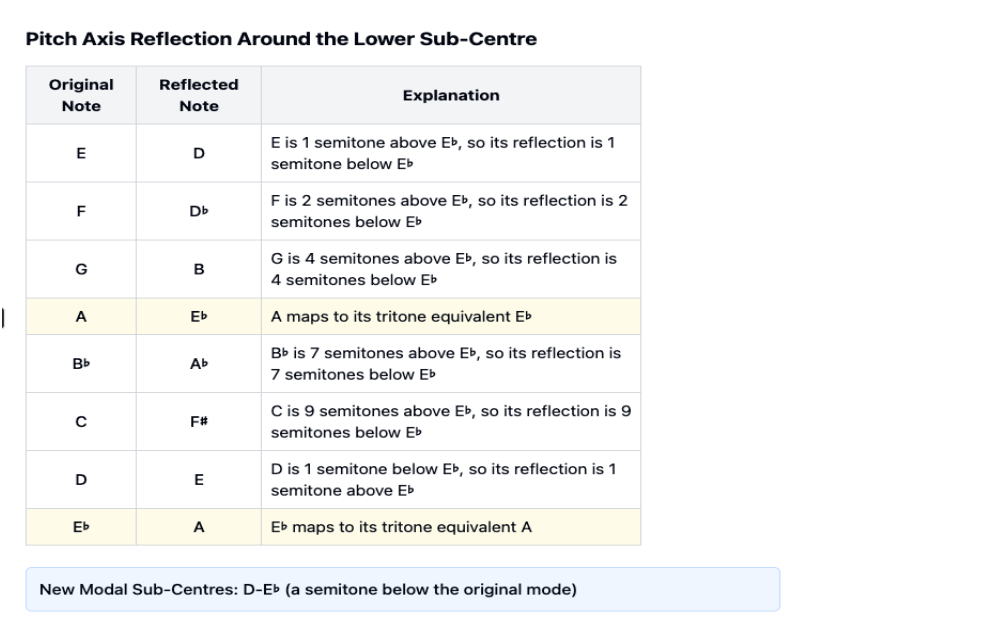 Pitch Axis Reflection Around the Lower Sub-Centre
Original Note Reflected Note Explanation
E D E is 1 semitone above E♭, so its reflection is 1
semitone below E♭
F D♭ F is 2 semitones above E♭, so its reflection is 2
semitones below E♭
G B G is 4 semitones above E♭, so its reflection is
4 semitones below E♭
A E♭ A maps to its tritone equivalent E♭
B♭ A♭ B♭ is 7 semitones above E♭, so its reflection is
7 semitones below E♭
C F# C is 9 semitones above E♭, so its reflection is 9
semitones below E♭
D E D is 1 semitone below E♭, so its reflection is 1
semitone above E♭
E♭ A E♭ maps to its tritone equivalent A
New Modal Sub-Centres: D-E♭ (a semitone below the original mode)